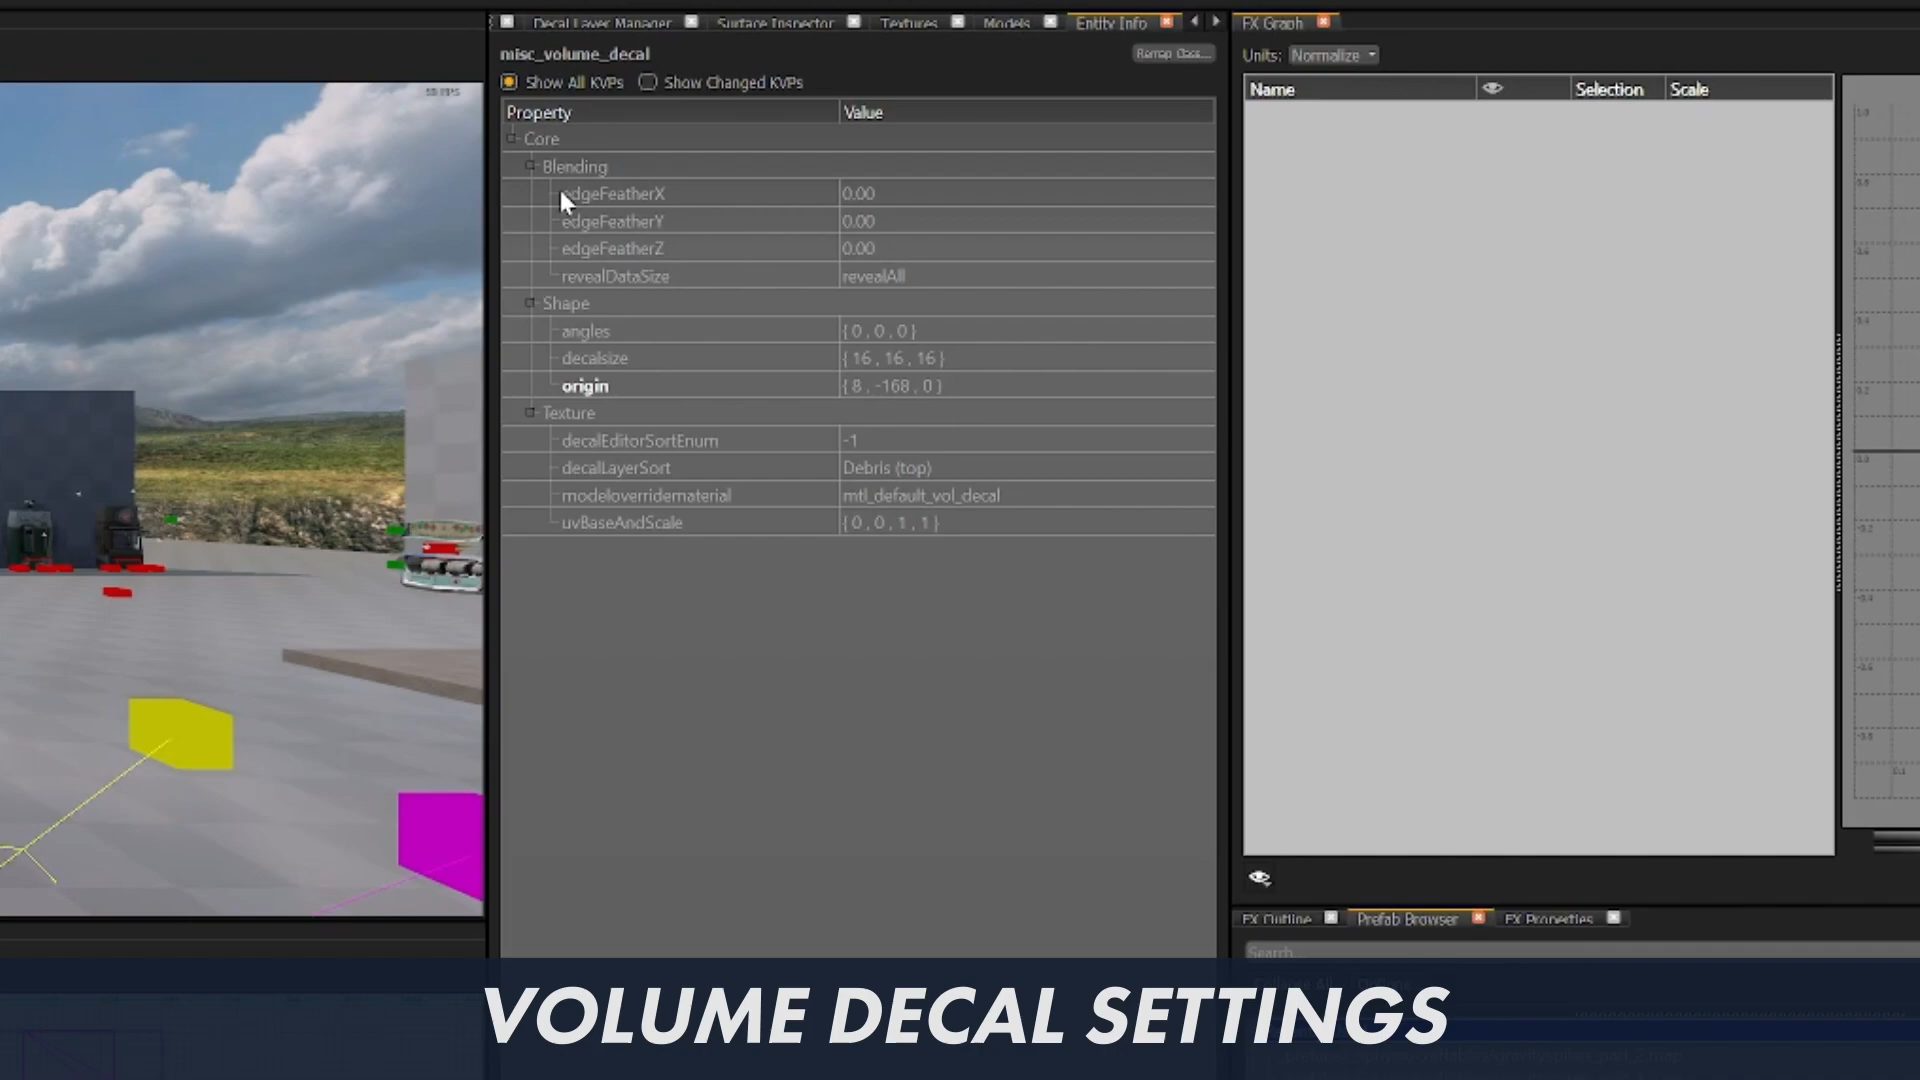 Decal Layer Manager Surface Inspector Textures Models Entity Info FX Graph
misc_volume_decal Remap Class...
Units: Normalize
Show All KVPs Show Changed KVPs
Name Selection Scale
Property Value
Core
Blending
edgeFeatherX 0.00
edgeFeatherY 0.00
edgeFeatherZ 0.00
revealDataSize revealAll
Shape
angles { 0 , 0 , 0 }
decalsize { 16 , 16 , 16 }
origin { 8 , -168 , 0 }
Texture
decalEditorSortEnum -1
decalLayerSort Debris (top)
modeloverridematerial mtl_default_vol_decal
uvBaseAndScale { 0 , 0 , 1 , 1 }
FX Outline Prefab Browser FX Properties
Search...
VOLUME DECAL SETTINGS